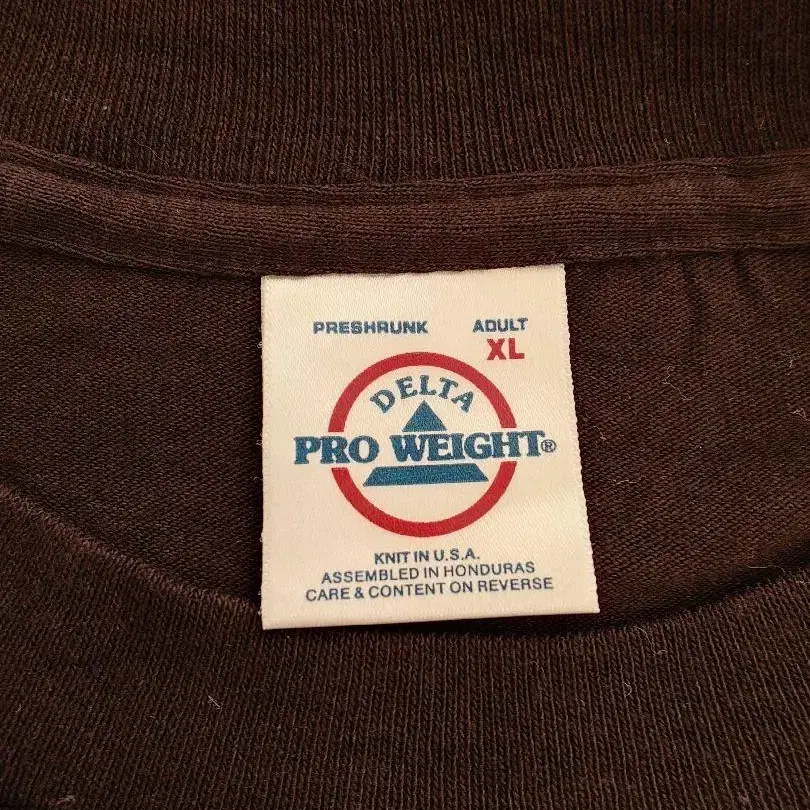 PRESHRUNK ADULT
XL
DELTA
PRO WEIGHT®
KNIT IN U.S.A.
ASSEMBLED IN HONDURAS
CARE & CONTENT ON REVERSE